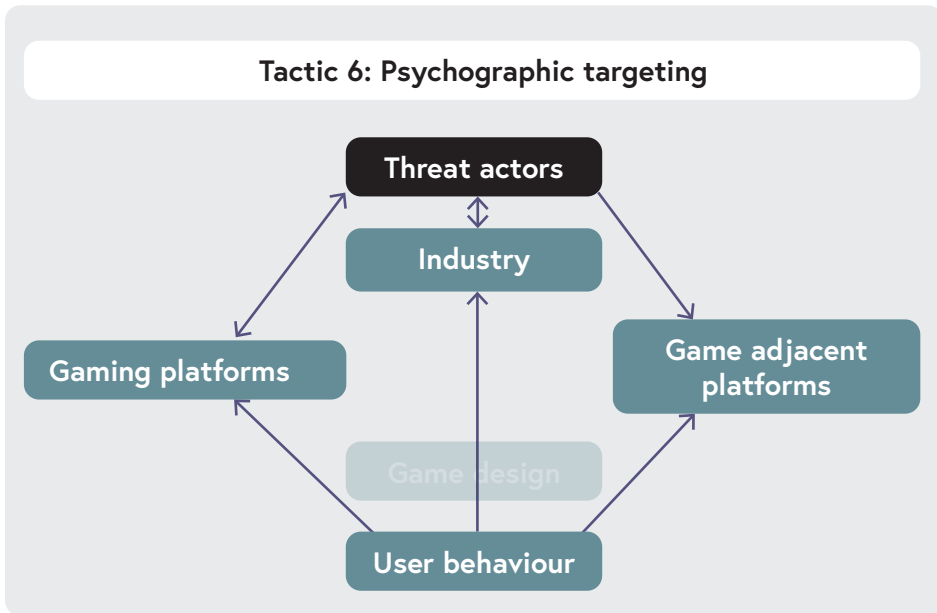 Tactic 6: Psychographic targeting
Threat actors
Industry
Gaming platforms
Game adjacent
platforms
Game design
User behaviour